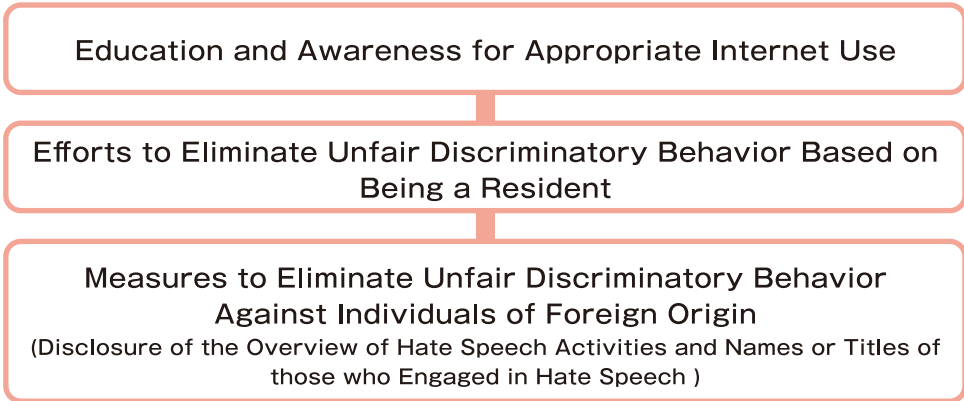 Education and Awareness for Appropriate Internet Use
Efforts to Eliminate Unfair Discriminatory Behavior Based on
Being a Resident
Measures to Eliminate Unfair Discriminatory Behavior
Against Individuals of Foreign Origin
(Disclosure of the Overview of Hate Speech Activities and Names or Titles of
those who Engaged in Hate Speech )